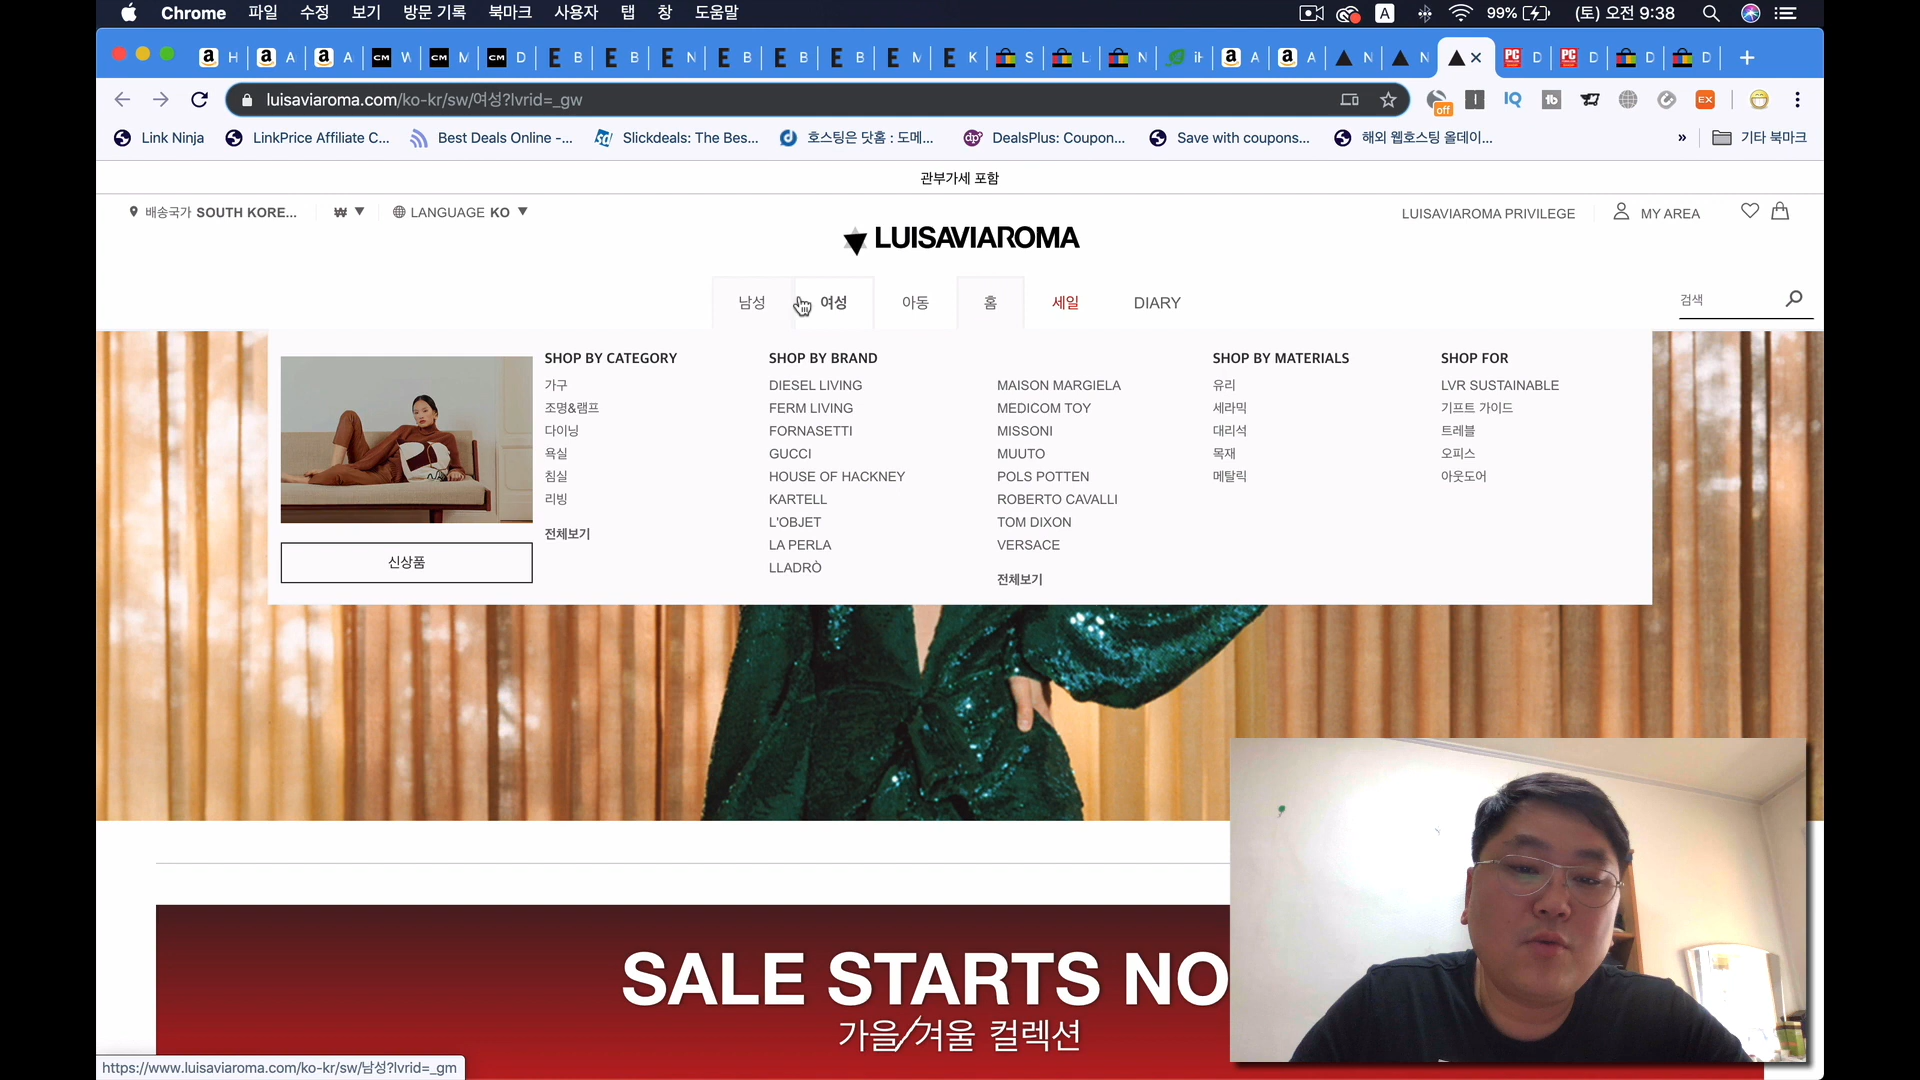 Chrome 파일 수정 보기 방문 기록 북마크 사용자 탭 창 도움말 A 99% (토) 오전 9:38
H A A W M D B B N B B B M K S L N iH A A N N D D D D
luisaviaroma.com/ko-kr/sw/여성?lvrid=_gw
off IQ tb EX
Link Ninja LinkPrice Affiliate C... Best Deals Online -... Slickdeals: The Bes... 호스팅은 닷홈 : 도메... DealsPlus: Coupon... Save with coupons... 해외 웹호스팅 올데이... » 기타 북마크
관부가세 포함
배송국가 SOUTH KORE... ₩ LANGUAGE KO LUISAVIAROMA PRIVILEGE MY AREA
LUISAVIAROMA
남성 여성 아동 홈 세일 DIARY 검색
SHOP BY CATEGORY
가구
조명&램프
다이닝
욕실
침실
리빙
전체보기
신상품
SHOP BY BRAND
DIESEL LIVING
FERM LIVING
FORNASETTI
GUCCI
HOUSE OF HACKNEY
KARTELL
L'OBJET
LA PERLA
LLADRÒ
MAISON MARGIELA
MEDICOM TOY
MISSONI
MUUTO
POLS POTTEN
ROBERTO CAVALLI
TOM DIXON
VERSACE
전체보기
SHOP BY MATERIALS
유리
세라믹
대리석
목재
메탈릭
SHOP FOR
LVR SUSTAINABLE
기프트 가이드
트레블
오피스
아웃도어
SALE STARTS NO
가을/겨울 컬렉션
https://www.luisaviaroma.com/ko-kr/sw/남성?lvrid=_gm